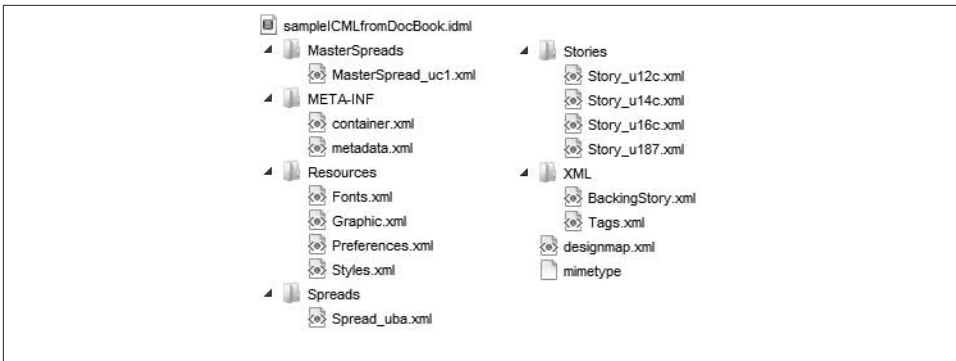 sampleICMLfromDocBook.idml
MasterSpreads
MasterSpread_uc1.xml
META-INF
container.xml
metadata.xml
Resources
Fonts.xml
Graphic.xml
Preferences.xml
Styles.xml
Spreads
Spread_uba.xml
Stories
Story_u12c.xml
Story_u14c.xml
Story_u16c.xml
Story_u187.xml
XML
BackingStory.xml
Tags.xml
designmap.xml
mimetype